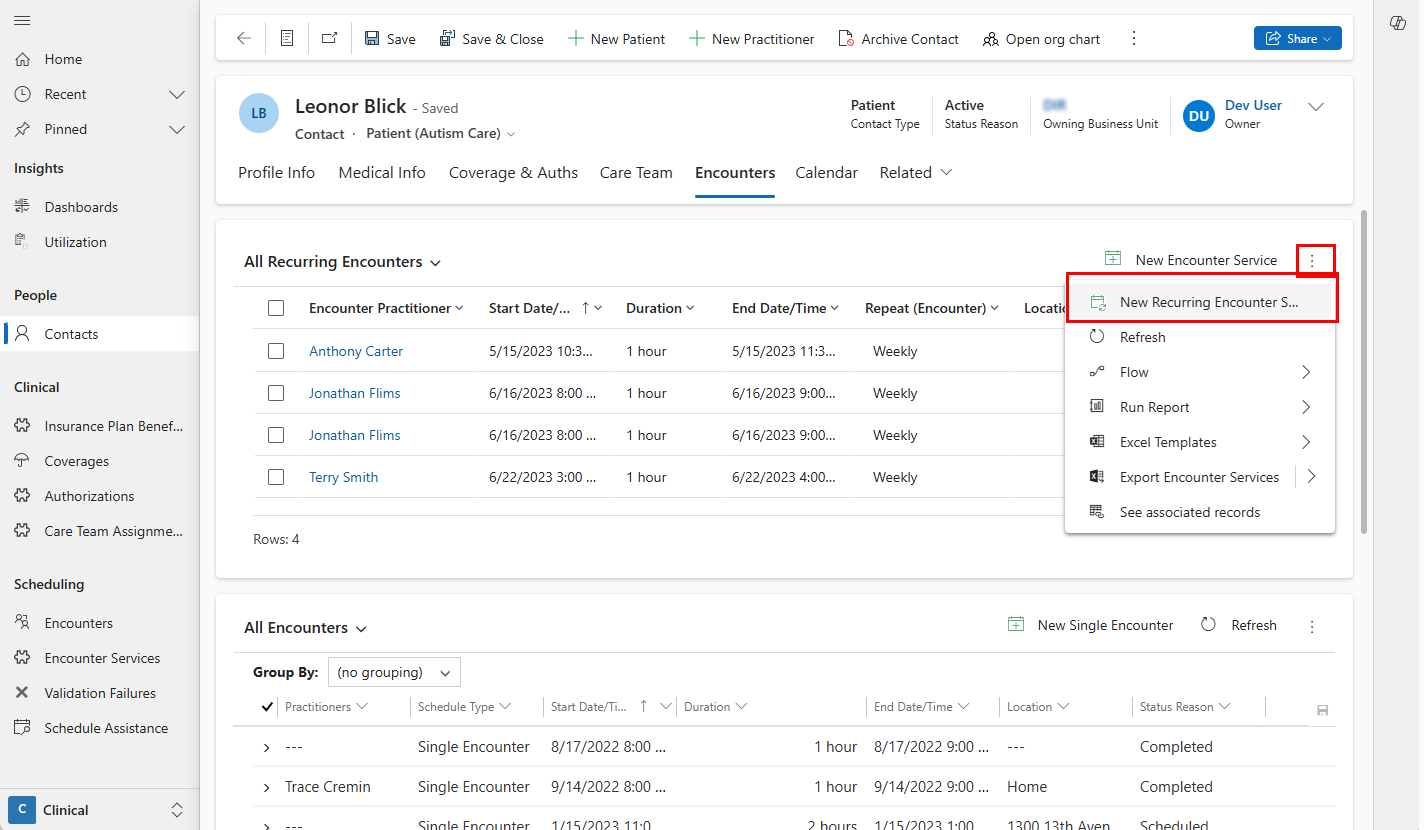 Home
Recent
Pinned
Insights
Dashboards
Utilization
People
Contacts
Clinical
Insurance Plan Benef...
Coverages
Authorizations
Care Team Assignme...
Scheduling
Encounters
Encounter Services
Validation Failures
Schedule Assistance
C Clinical
Save Save & Close New Patient New Practitioner Archive Contact Open org chart Share
LB
Leonor Blick - Saved
Contact · Patient (Autism Care)
Patient
Contact Type
Active
Status Reason
Owning Business Unit
DU
Dev User
Owner
Profile Info Medical Info Coverage & Auths Care Team Encounters Calendar Related
All Recurring Encounters
New Encounter Service
Encounter Practitioner Start Date/... ↑ Duration End Date/Time Repeat (Encounter)
Anthony Carter 5/15/2023 10:3... 1 hour 5/15/2023 11:3... Weekly
Jonathan Flims 6/16/2023 8:00 ... 1 hour 6/16/2023 9:00... Weekly
Jonathan Flims 6/16/2023 8:00 ... 1 hour 6/16/2023 9:00... Weekly
Terry Smith 6/22/2023 3:00 ... 1 hour 6/22/2023 4:00... Weekly
Rows: 4
New Recurring Encounter S...
Refresh
Flow
Run Report
Excel Templates
Export Encounter Services
See associated records
All Encounters
New Single Encounter Refresh
Group By: (no grouping)
Practitioners Schedule Type Start Date/Ti... ↑ Duration End Date/Time Location Status Reason
--- Single Encounter 8/17/2022 8:00 ... 1 hour 8/17/2022 9:00 ... --- Completed
Trace Cremin Single Encounter 9/14/2022 8:00 ... 1 hour 9/14/2022 9:00 ... Home Completed
--- Single Encounter 1/15/2023 11:0 2 hours 1/15/2023 1:00 1300 13th Aven Scheduled